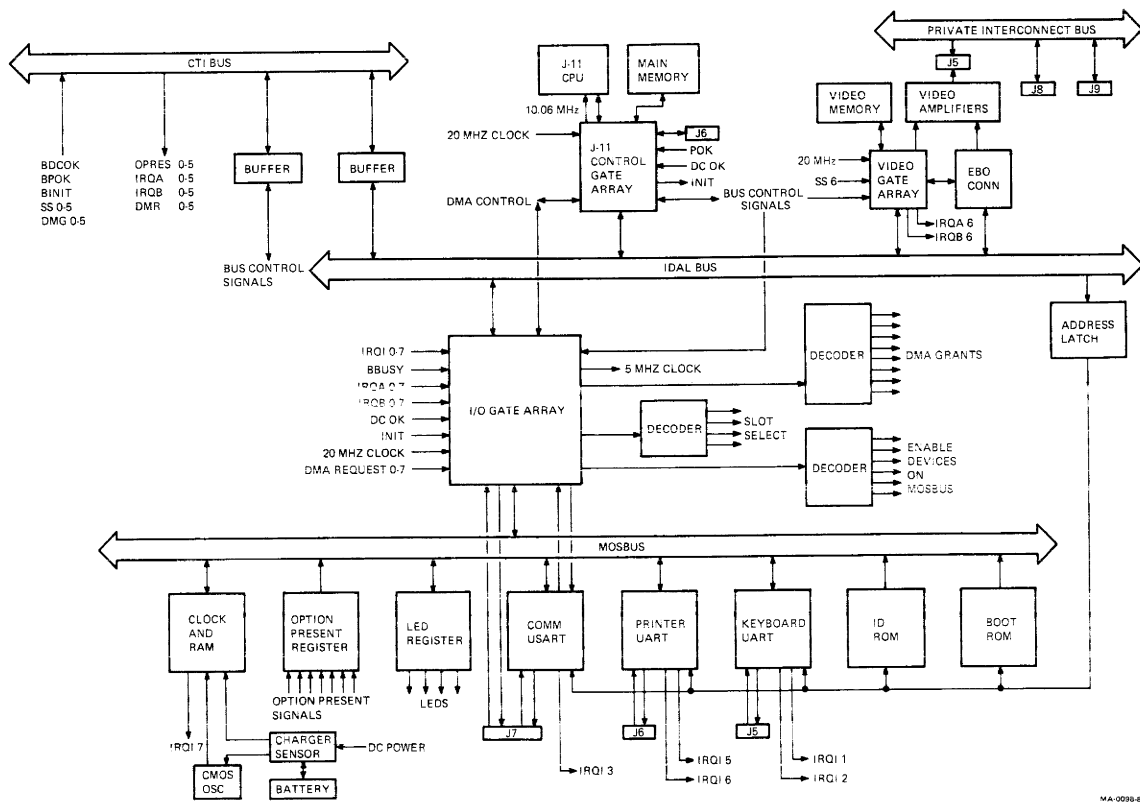 PRIVATE INTERCONNECT BUS
CTI BUS
J5
J8
J9
J-11
CPU
MAIN
MEMORY
VIDEO
MEMORY
VIDEO
AMPLIFIERS
10.06 MHz
20 MHZ CLOCK
J-11
CONTROL
GATE
ARRAY
J6
POK
DC OK
INIT
BUS CONTROL
SIGNALS
DMA CONTROL
20 MHz
SS 6
VIDEO
GATE
ARRAY
EBO
CONN
IRQA 6
IRQB 6
BDCOK
BPOK
BINIT
SS 0-5
DMG 0-5
OPRES 0-5
IRQA 0-5
IRQB 0-5
DMR 0-5
BUFFER
BUFFER
BUS CONTROL
SIGNALS
IDAL BUS
ADDRESS
LATCH
IRQI 0-7
BBUSY
IRQA 0-7
IRQB 0-7
DC OK
INIT
20 MHZ CLOCK
DMA REQUEST 0-7
I/O GATE ARRAY
5 MHZ CLOCK
DECODER
DMA GRANTS
DECODER
SLOT
SELECT
DECODER
ENABLE
DEVICES
ON
MOSBUS
MOSBUS
CLOCK
AND
RAM
OPTION
PRESENT
REGISTER
LED
REGISTER
COMM
USART
PRINTER
UART
KEYBOARD
UART
ID
ROM
BOOT
ROM
OPTION PRESENT
SIGNALS
LEDS
IRQI 7
CHARGER
SENSOR
DC POWER
CMOS
OSC
BATTERY
J7
J6
J5
IRQI 3
IRQI 5
IRQI 6
IRQI 1
IRQI 2